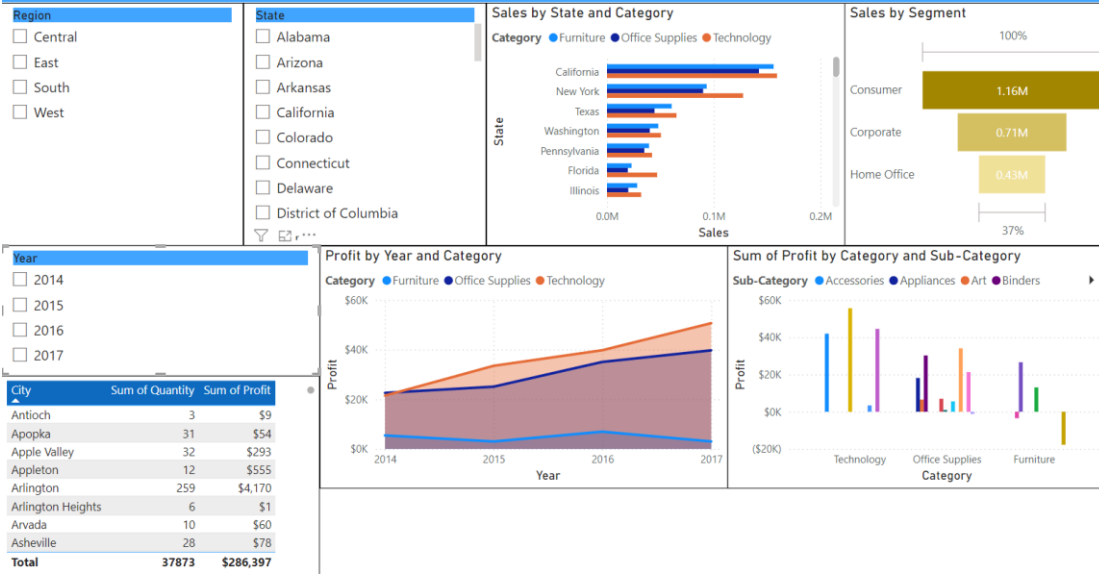 Region
Central
East
South
West
State
Alabama
Arizona
Arkansas
California
Colorado
Connecticut
Delaware
District of Columbia
Sales by State and Category
Category Furniture Office Supplies Technology
State
California
New York
Texas
Washington
Pennsylvania
Florida
Illinois
0.0M 0.1M 0.2M
Sales
Sales by Segment
100%
Consumer 1.16M
Corporate 0.71M
Home Office 0.43M
37%
Year
2014
2015
2016
2017
City Sum of Quantity Sum of Profit
Antioch 3 $9
Apopka 31 $54
Apple Valley 32 $293
Appleton 12 $555
Arlington 259 $4,170
Arlington Heights 6 $1
Arvada 10 $60
Asheville 28 $78
Total 37873 $286,397
Profit by Year and Category
Category Furniture Office Supplies Technology
Profit
$60K
$40K
$20K
$0K
2014 2015 2016 2017
Year
Sum of Profit by Category and Sub-Category
Sub-Category Accessories Appliances Art Binders
Profit
$60K
$40K
$20K
$0K
($20K)
Technology Office Supplies Furniture
Category